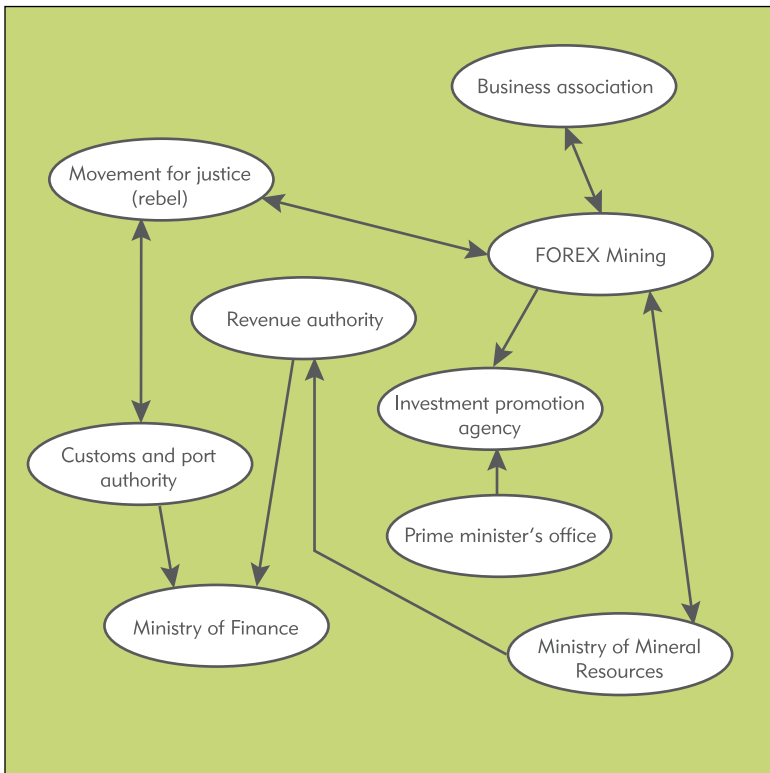 Business association
Movement for justice
(rebel)
FOREX Mining
Revenue authority
Investment promotion
agency
Customs and port
authority
Prime minister‘s office
Ministry of Finance
Ministry of Mineral
Resources